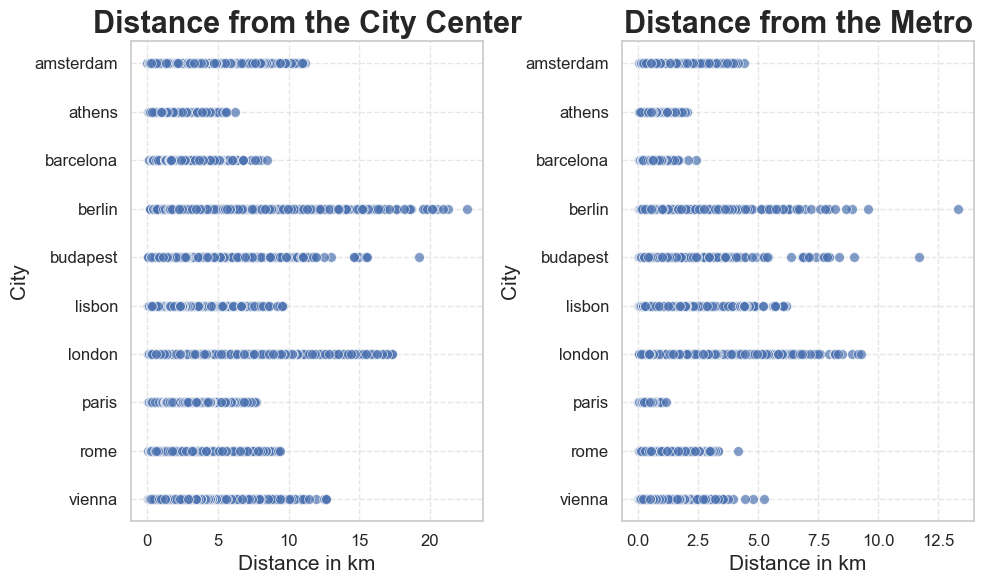 Distance from the City Center
City
amsterdam
athens
barcelona
berlin
budapest
lisbon
london
paris
rome
vienna
0 5 10 15 20
Distance in km
Distance from the Metro
City
amsterdam
athens
barcelona
berlin
budapest
lisbon
london
paris
rome
vienna
0.0 2.5 5.0 7.5 10.0 12.5
Distance in km